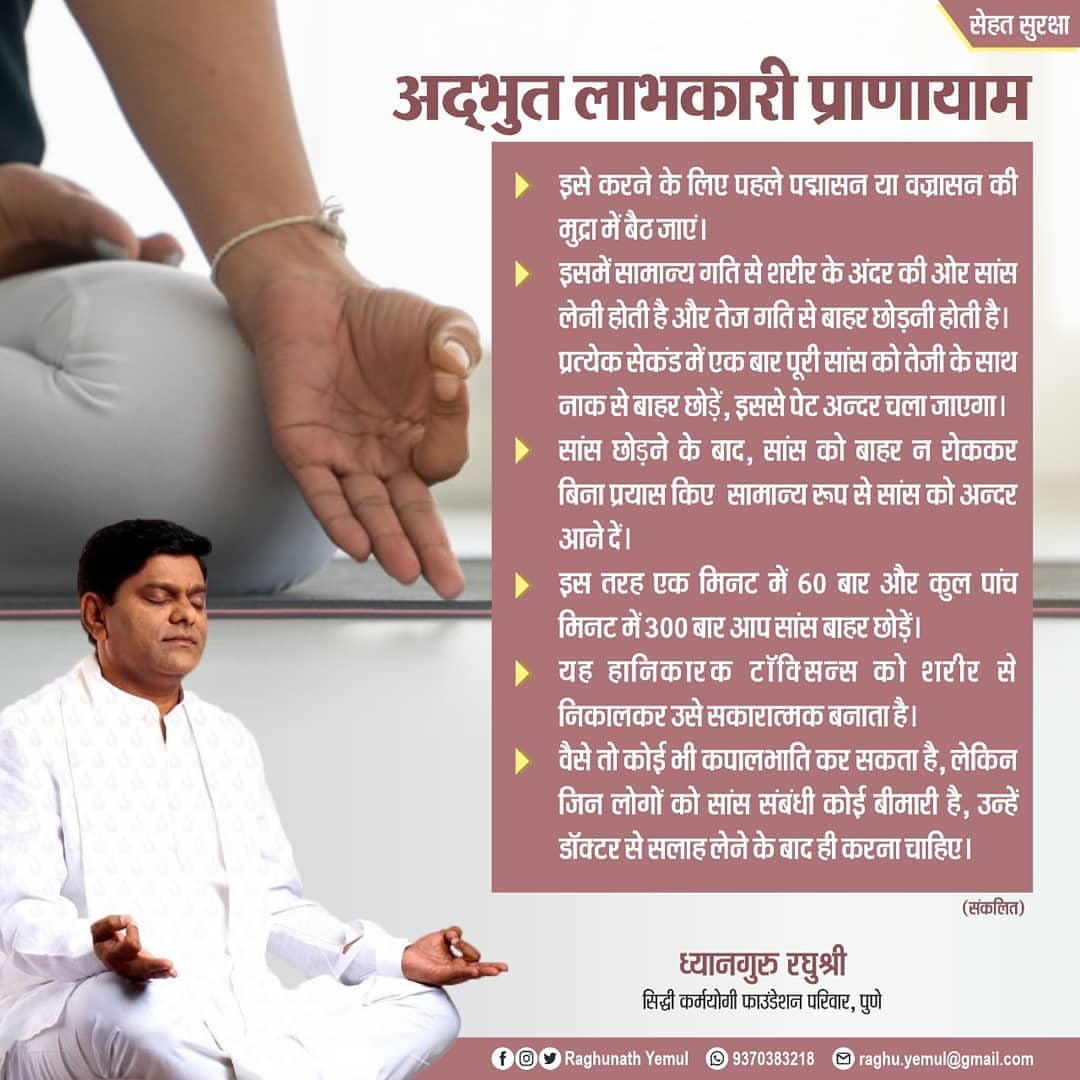 सेहत सुरक्षा
अद्भुत लाभकारी प्राणायाम
इसे करने के लिए पहले पद्मासन या वज्रासन की
मुद्रा में बैठ जाएं।
इसमें सामान्य गति से शरीर के अंदर की ओर सांस
लेनी होती है और तेज गति से बाहर छोड़नी होती है।
प्रत्येक सेकंड में एक बार पूरी सांस को तेजी के साथ
नाक से बाहर छोड़ें, इससे पेट अन्दर चला जाएगा।
सांस छोड़ने के बाद, सांस को बाहर न रोककर
बिना प्रयास किए सामान्य रूप से सांस को अन्दर
आने दें।
इस तरह एक मिनट में 60 बार और कुल पांच
मिनट में 300 बार आप सांस बाहर छोड़ें।
यह हानिकारक टॉक्सिन्स को शरीर से
निकालकर उसे सकारात्मक बनाता है।
वैसे तो कोई भी कपालभाति कर सकता है, लेकिन
जिन लोगों को सांस संबंधी कोई बीमारी है, उन्हें
डॉक्टर से सलाह लेने के बाद ही करना चाहिए।
(संकलित)
ध्यानगुरु रघुश्री
सिद्धी कर्मयोगी फाउंडेशन परिवार, पुणे
Raghunath Yemul 9370383218 raghu.yemul@gmail.com